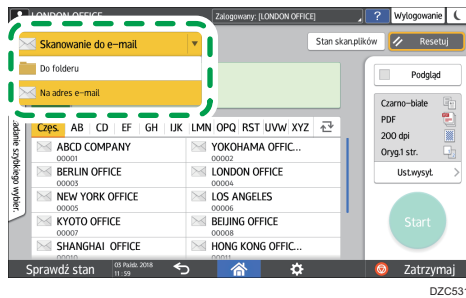 LONDON OFFICE
Zalogowany: [LONDON OFFICE]
?
Wylogowanie
Skanowanie do e-mail
Stan skan.plików
Resetuj
Do folderu
Na adres e-mail
Podgląd
Częs. AB CD EF GH IJK LMN OPQ RST UVW XYZ
Czarno-białe
PDF
200 dpi
Oryg.1 str.
Ust.wysył.
Start
szybkiego wybier.
ABCD COMPANY
00001
YOKOHAMA OFFIC...
00002
BERLIN OFFICE
00003
LONDON OFFICE
00004
NEW YORK OFFICE
00005
LOS ANGELES
00006
KYOTO OFFICE
00007
BEIJING OFFICE
00008
SHANGHAI OFFICE
00010
HONG KONG OFFIC...
00011
Sprawdź stan
03 Paźdz. 2018
11 : 59
Zatrzymaj